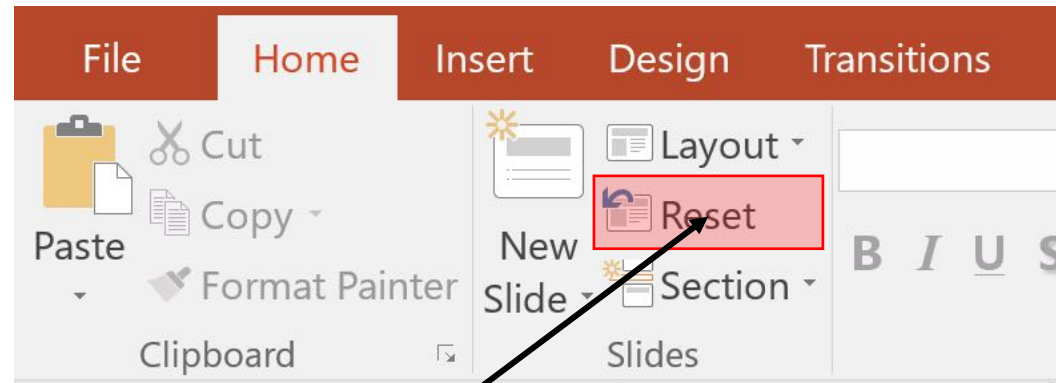 File Home Insert Design Transitions
Cut
Copy
Format Painter
Paste
Clipboard
New
Slide
Layout
Reset
Section
Slides
B I U S